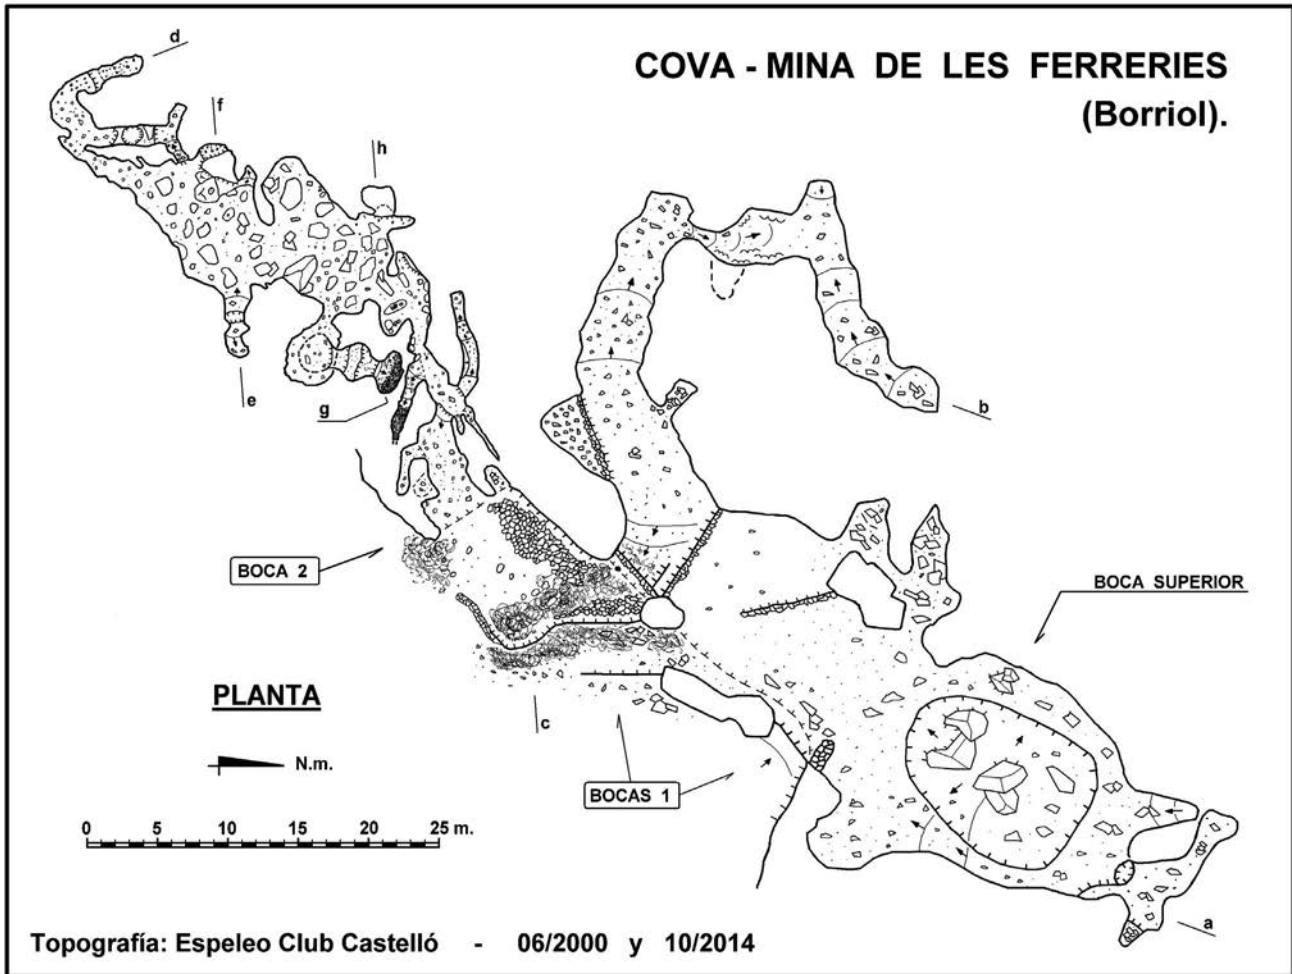 COVA - MINA DE LES FERRERIES
(Borriol).
d
f
h
e
g
b
BOCA 2
BOCA SUPERIOR
PLANTA
c
N.m.
BOCAS 1
0 5 10 15 20 25 m.
a
Topografía: Espeleo Club Castelló - 06/2000 y 10/2014